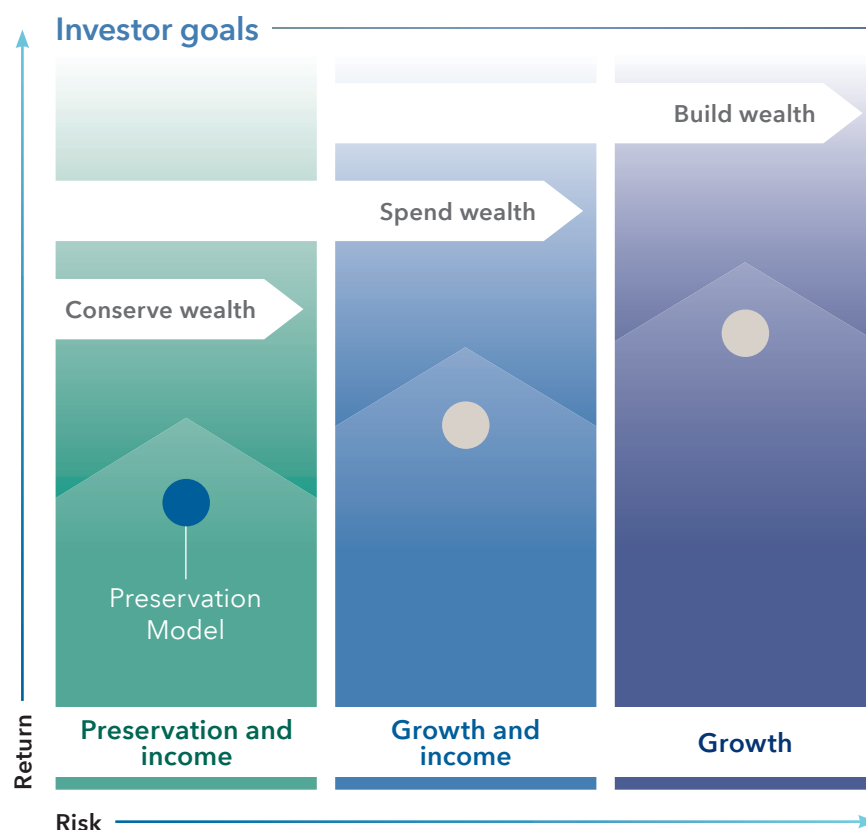 Investor goals
Build wealth
Spend wealth
Conserve wealth
Preservation
Model
Preservation and
income
Growth and
income
Growth
Return
Risk